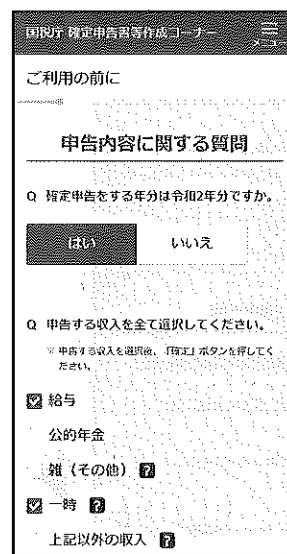 国税庁 確定申告書等作成コーナー
メニュー
ご利用の前に
申告内容に関する質問
Q 確定申告をする年分は令和2年分ですか。
はい いいえ
Q 申告する収入を全て選択してください。
※ 申告する収入を選択後、「確定」ボタンを押してく
ださい。
給与
公的年金
雑（その他） ?
一時 ?
上記以外の収入 ?